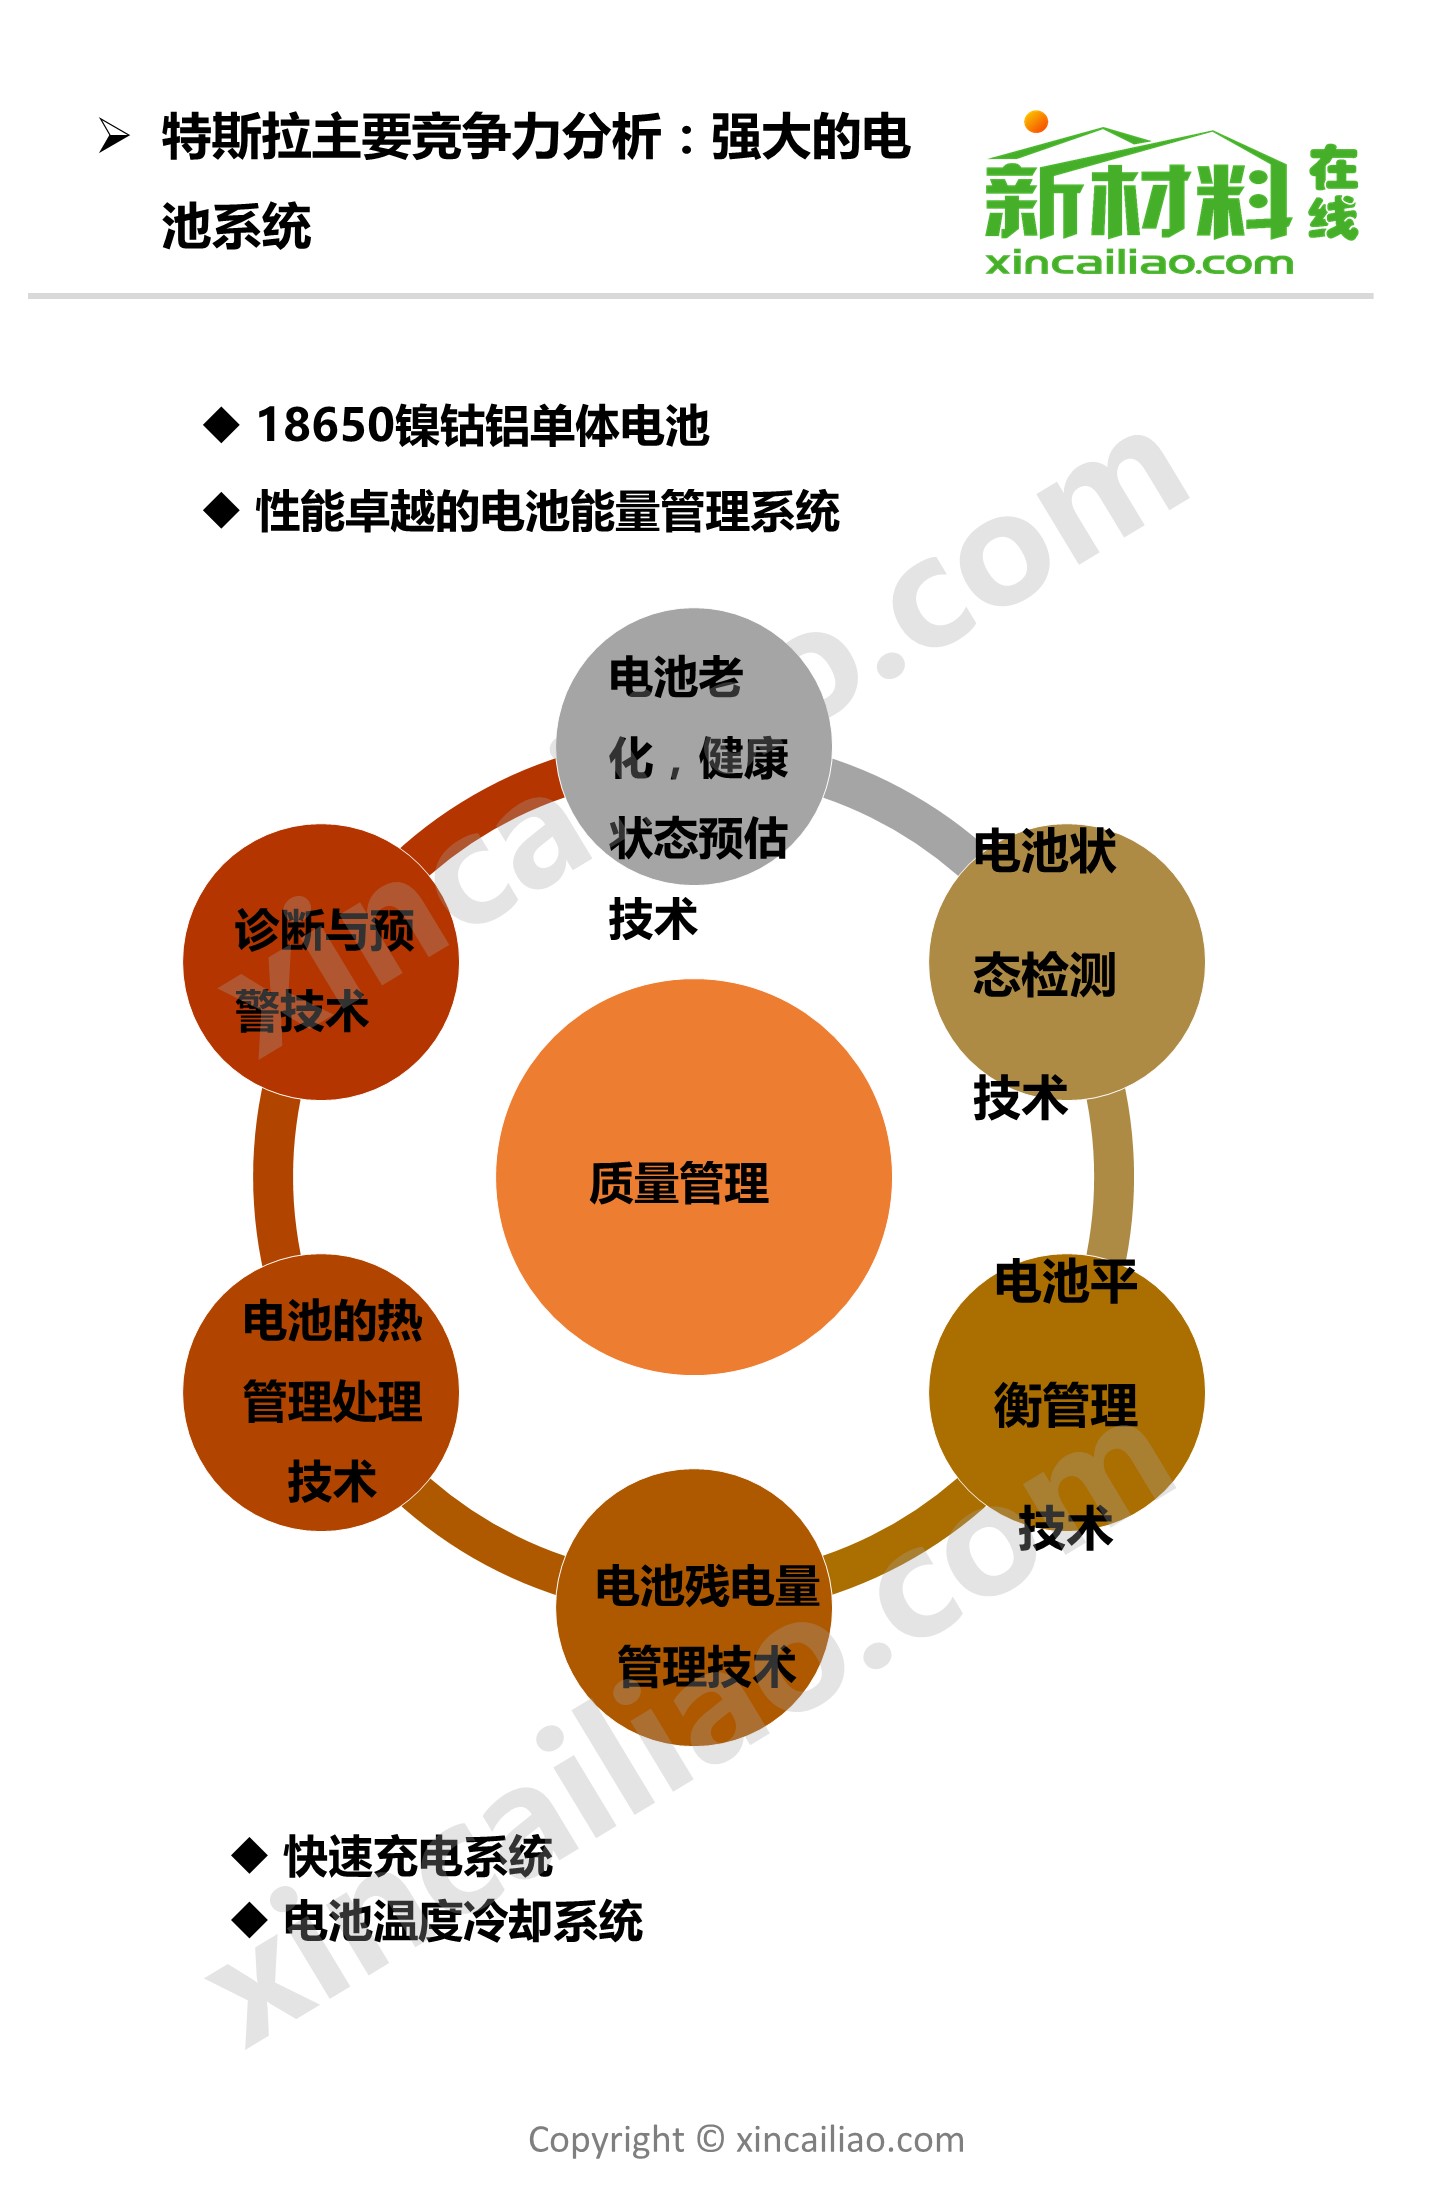 特斯拉主要竞争力分析：强大的电
池系统
新材料在线
xincailiao.com
18650镍钴铝单体电池
性能卓越的电池能量管理系统
电池老
化，健康
状态预估
技术
电池状
态检测
技术
诊断与预
警技术
质量管理
电池平
衡管理
技术
电池的热
管理处理
技术
电池残电量
管理技术
快速充电系统
电池温度冷却系统
xincailiao.com
xincailiao.com
Copyright © xincailiao.com